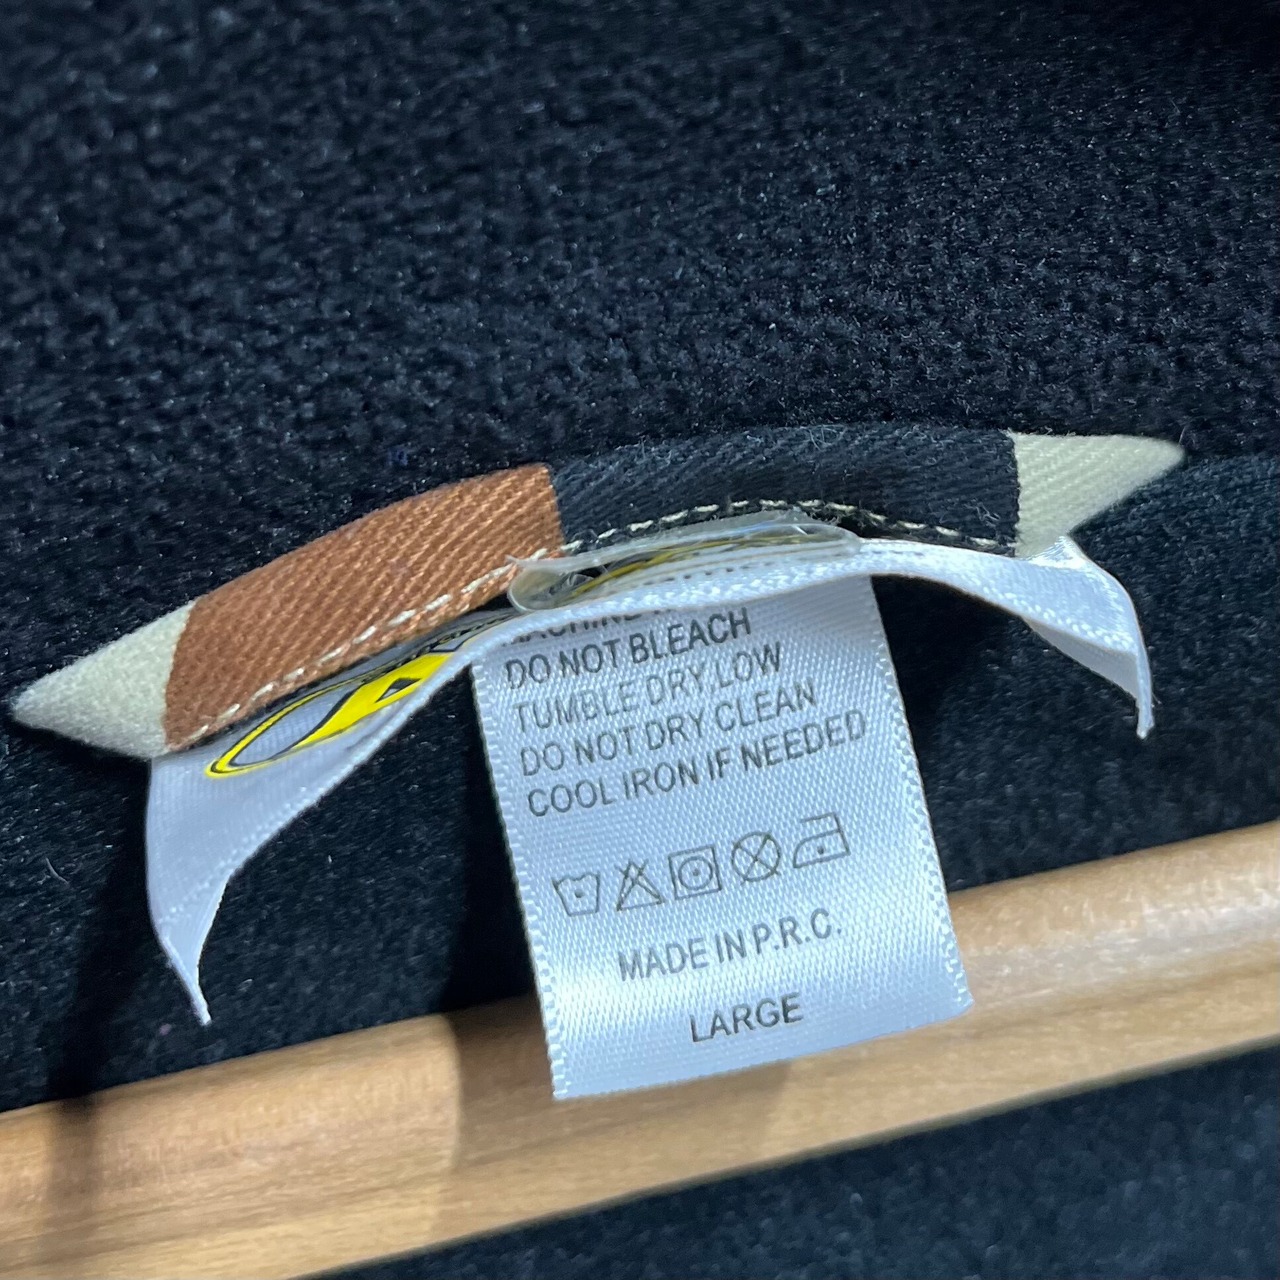 DO NOT BLEACH
TUMBLE DRY, LOW
DO NOT DRY CLEAN
COOL IRON IF NEEDED
MADE IN P.R.C.
LARGE